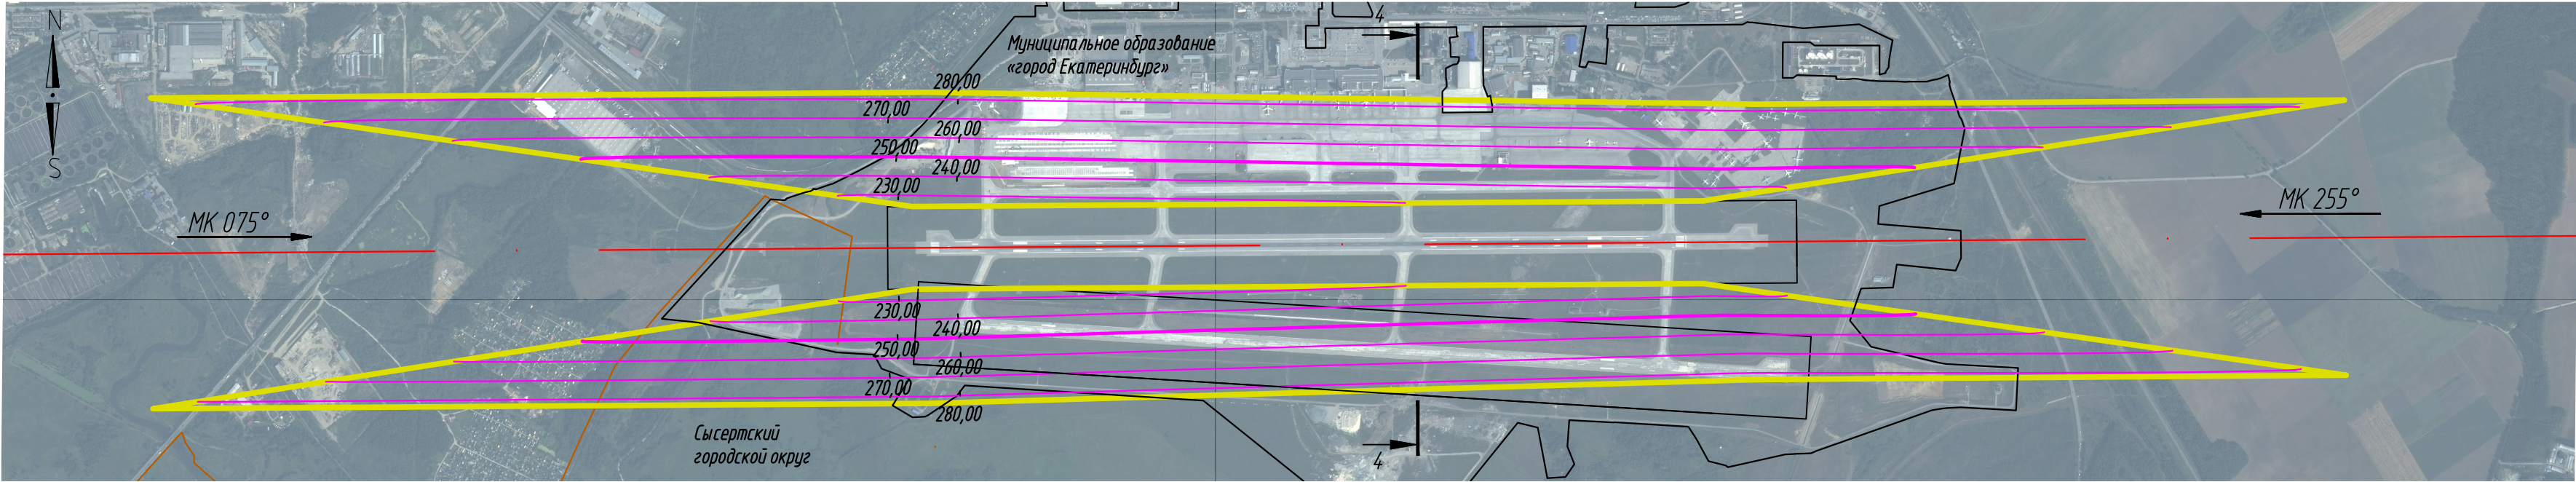 N
S
Муниципальное образование
«город Екатеринбург»
4
280,00
270,00
260,00
250,00
240,00
230,00
МК 075°
МК 255°
230,00
240,00
250,00
260,00
270,00
280,00
Сысертский
городской округ
4